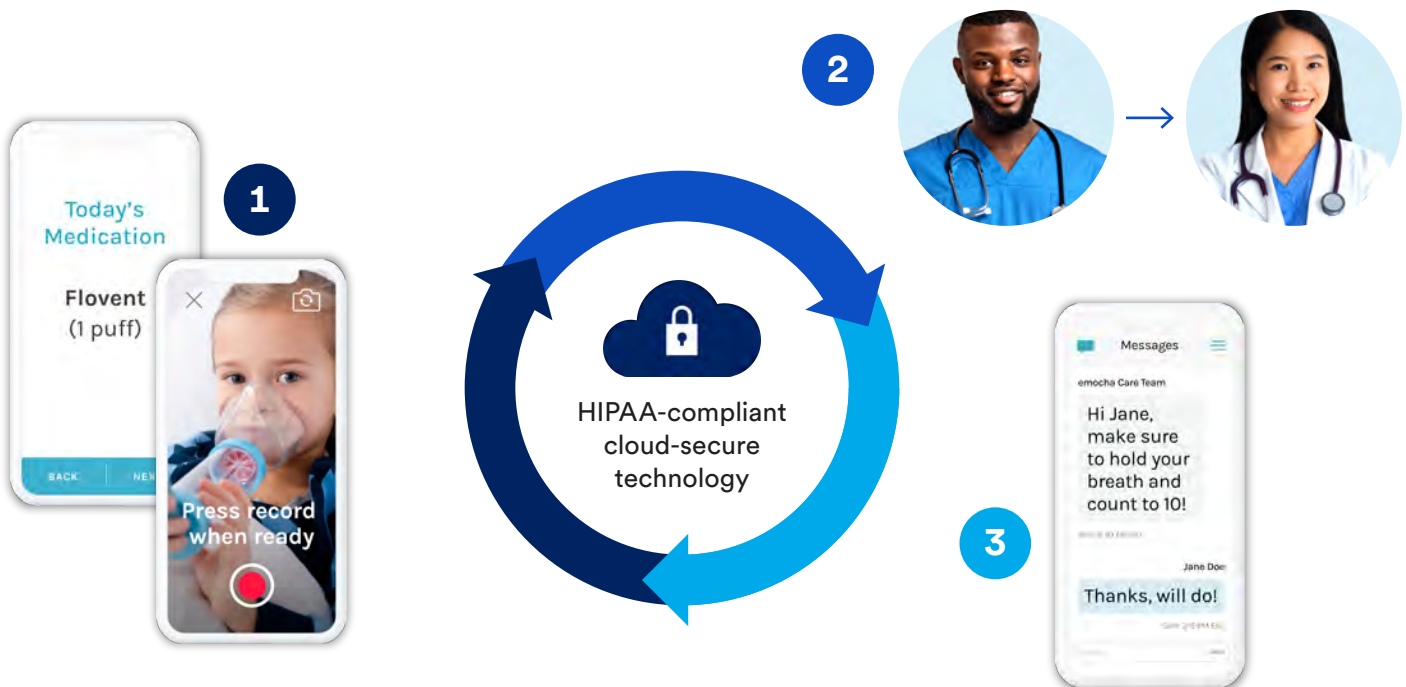 1
Today's
Medication
Flovent
(1 puff)
BACK
Press record
when ready
2
HIPAA-compliant
cloud-secure
technology
3
Messages
emocha Care Team
Hi Jane,
make sure
to hold your
breath and
count to 10!
Jane Doe
Thanks, will do!